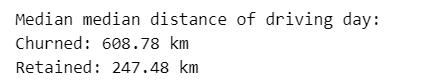 Median median distance of driving day:
Churned: 608.78 km
Retained: 247.48 km